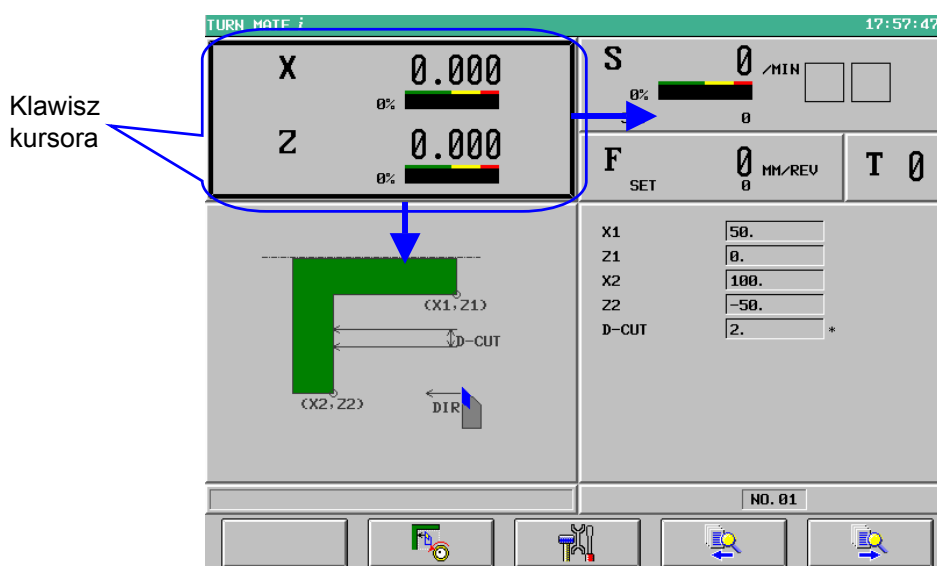 TURN MATE i 17:57:47
Klawisz
kursora
X 0.000
0%
Z 0.000
0%
S 0 /MIN
0%
S 0
F 0 MM/REV
SET 0
T 0
(X1,Z1)
D-CUT
(X2,Z2)
DIR
X1 50.
Z1 0.
X2 100.
Z2 -50.
D-CUT 2. *
NO.01